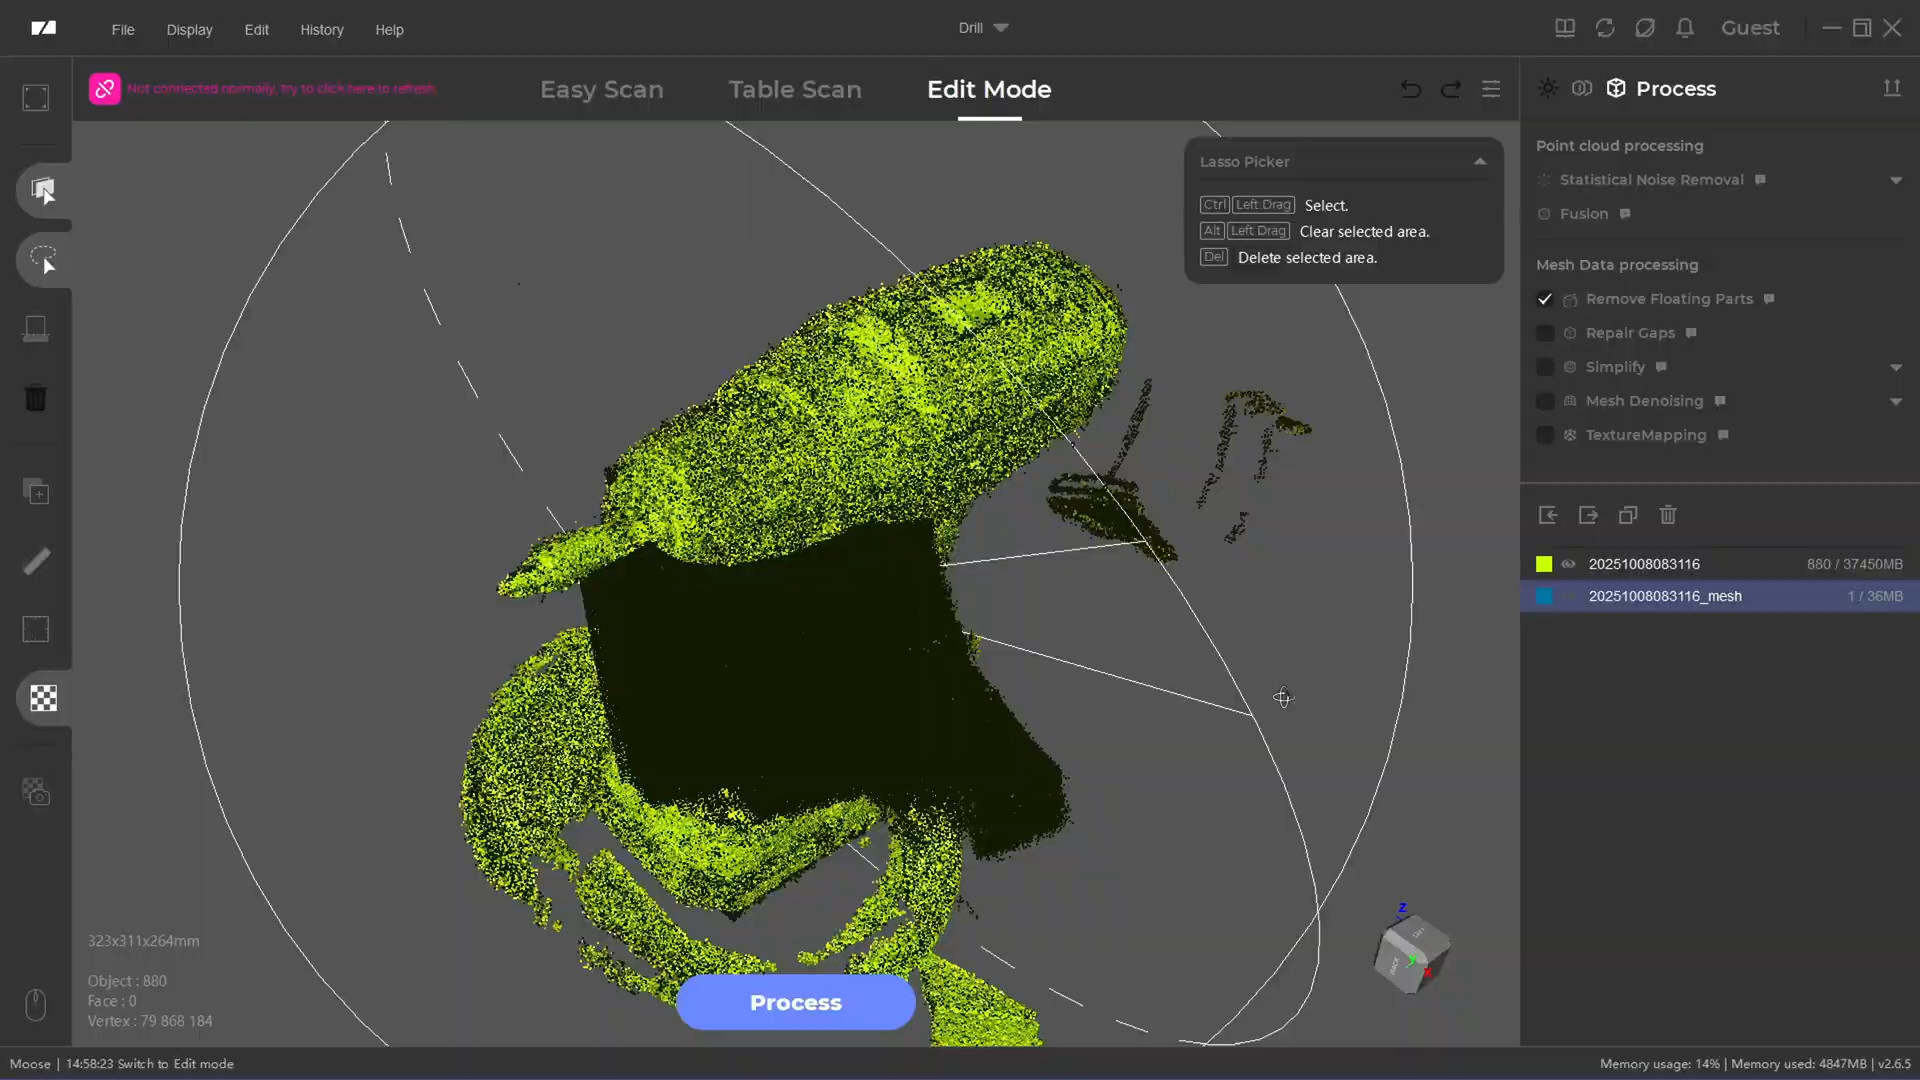 File Display Edit History Help
Drill
Guest
Not connected normally, try to click here to refresh.
Easy Scan
Table Scan
Edit Mode
Process
Lasso Picker
Ctrl Left Drag Select.
Alt Left Drag Clear selected area.
Del Delete selected area.
Point cloud processing
Statistical Noise Removal
Fusion
Mesh Data processing
Remove Floating Parts
Repair Gaps
Simplify
Mesh Denoising
TextureMapping
20251008083116 880 / 37450MB
20251008083116_mesh 1 / 36MB
323x311x264mm
Object : 880
Face : 0
Vertex : 79 868 184
Process
Z
BACK
Y
X
Moose | 14:58:23 Switch to Edit mode
Memory usage: 14% | Memory used: 4847MB | v2.6.5